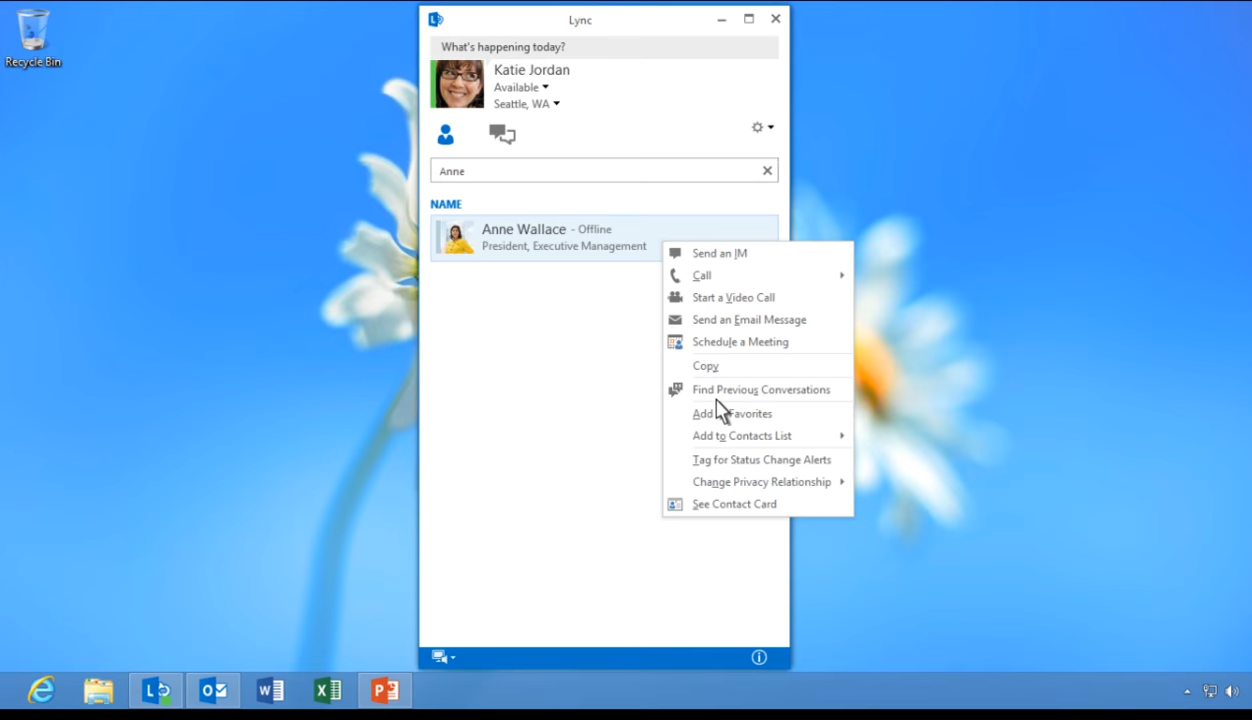 Recycle Bin
Lync
What's happening today?
Katie Jordan
Available
Seattle, WA
Anne
NAME
Anne Wallace - Offline
President, Executive Management
Send an IM
Call
Start a Video Call
Send an Email Message
Schedule a Meeting
Copy
Find Previous Conversations
Add Favorites
Add to Contacts List
Tag for Status Change Alerts
Change Privacy Relationship
See Contact Card